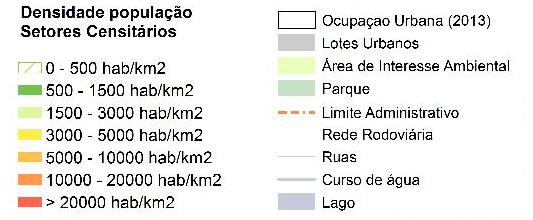 Densidade população
Setores Censitários
0 - 500 hab/km2
500 - 1500 hab/km2
1500 - 3000 hab/km2
3000 - 5000 hab/km2
5000 - 10000 hab/km2
10000 - 20000 hab/km2
> 20000 hab/km2
Ocupaçao Urbana (2013)
Lotes Urbanos
Área de Interesse Ambiental
Parque
Limite Administrativo
Rede Rodoviária
Ruas
Curso de água
Lago